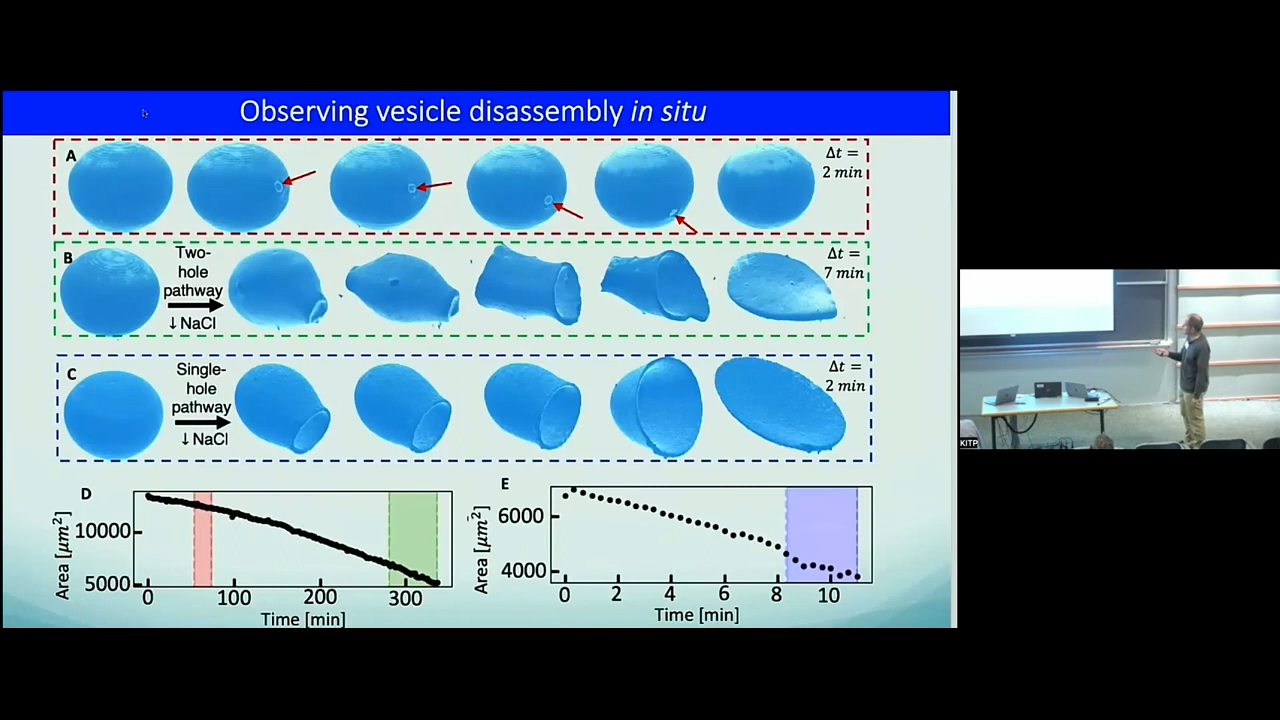 Observing vesicle disassembly in situ
A
Δt =
2 min
B
Two-
hole
pathway
↓ NaCl
Δt =
7 min
C
Single-
hole
pathway
↓ NaCl
Δt =
2 min
D
Area [μm²]
10000
5000
0 100 200 300
Time [min]
E
Area [μm²]
6000
4000
0 2 4 6 8 10
Time [min]
KITP